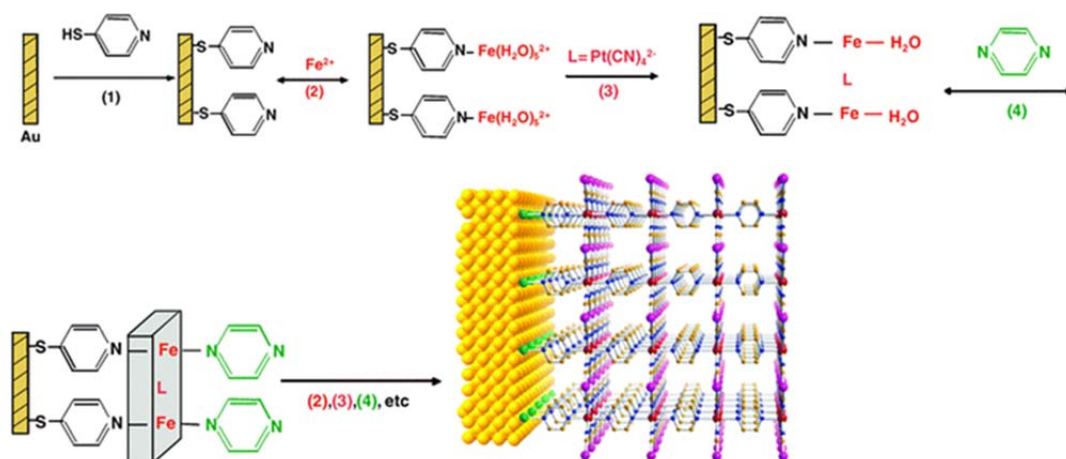 HS
N
S
N
S
N
Au
(1)
Fe²⁺
(2)
S
N-Fe(H₂O)₅²⁺
S
N-Fe(H₂O)₅²⁺
L=Pt(CN)₄²⁻
(3)
S
N — Fe — H₂O
L
S
N — Fe — H₂O
N
N
(4)
S
N — Fe — N
N
L
S
N — Fe — N
N
(2),(3),(4), etc